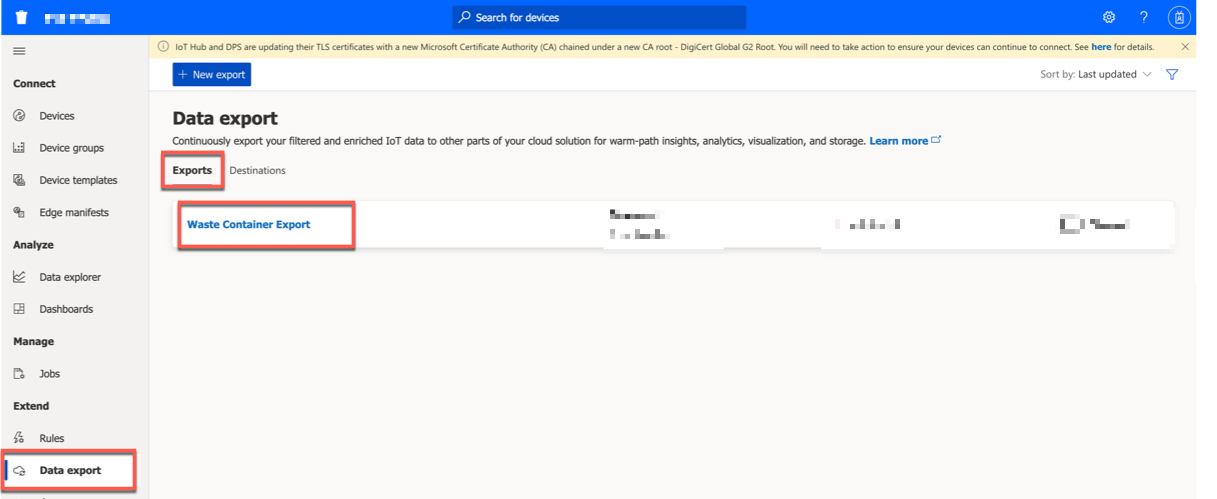 Search for devices
IoT Hub and DPS are updating their TLS certificates with a new Microsoft Certificate Authority (CA) chained under a new CA root - DigiCert Global G2 Root. You will need to take action to ensure your devices can continue to connect. See here for details.
+ New export
Sort by: Last updated
Connect
Devices
Device groups
Device templates
Edge manifests
Analyze
Data explorer
Dashboards
Manage
Jobs
Extend
Rules
Data export
Data export
Continuously export your filtered and enriched IoT data to other parts of your cloud solution for warm-path insights, analytics, visualization, and storage. Learn more
Exports Destinations
Waste Container Export